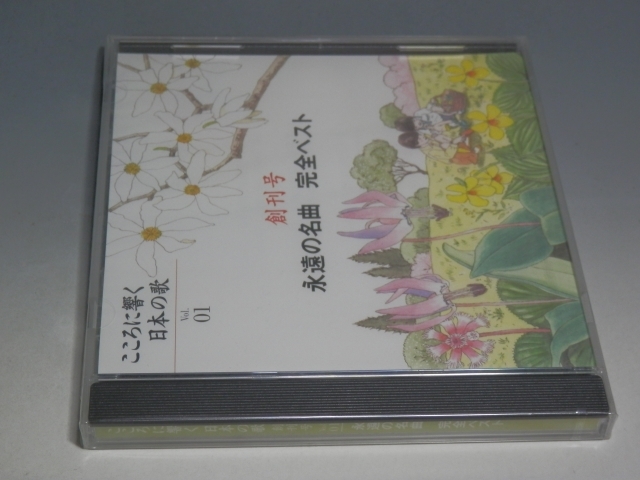 こころに響く
日本の歌
Vol.
01
創刊号
永遠の名曲 完全ベスト